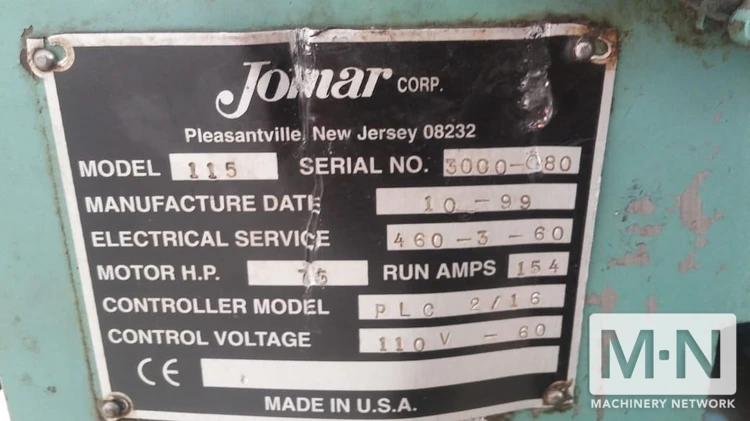 Jomar CORP.
Pleasantville, New Jersey 08232
MODEL 115 SERIAL NO. 3000-080
MANUFACTURE DATE 10-99
ELECTRICAL SERVICE 460-3-60
MOTOR H.P. 75 RUN AMPS 154
CONTROLLER MODEL PLC 2/16
CONTROL VOLTAGE 110V-60
CE
MADE IN U.S.A.
M·N
MACHINERY NETWORK